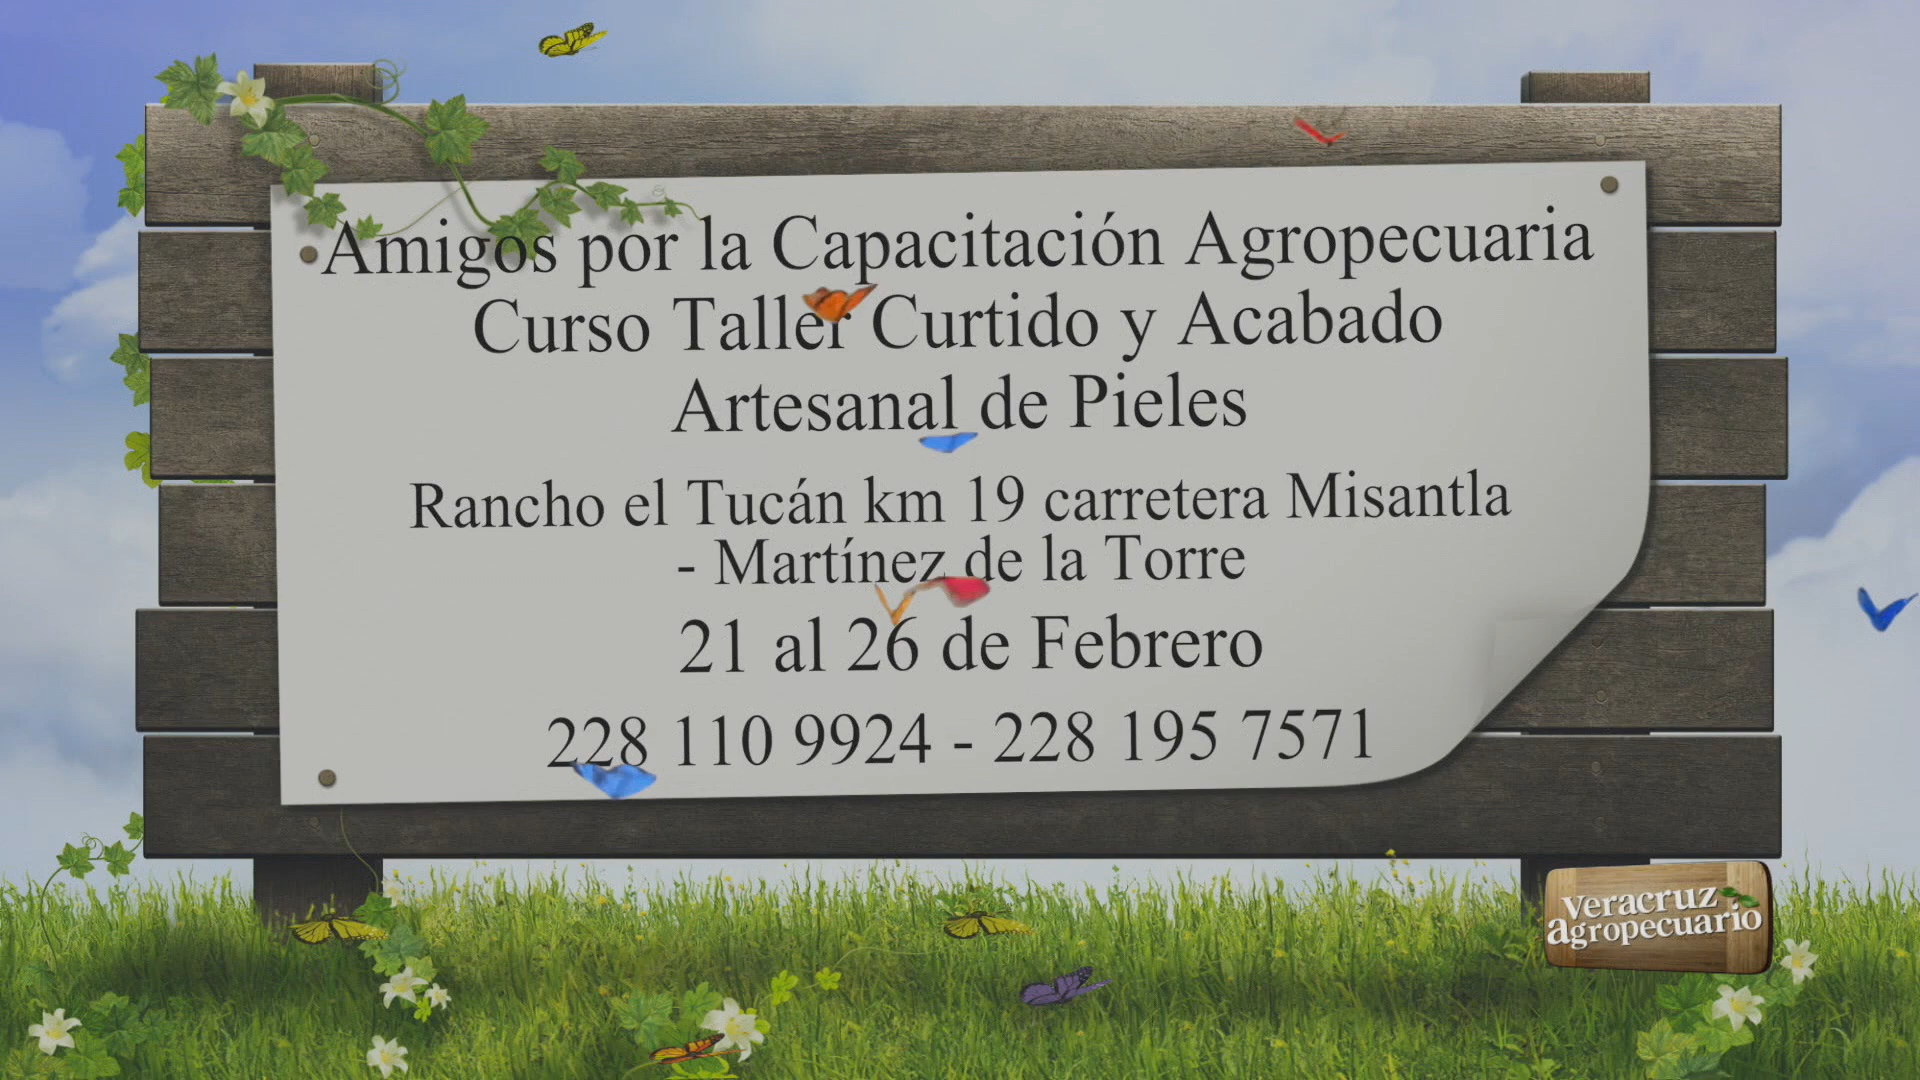 Amigos por la Capacitación Agropecuaria
Curso Taller Curtido y Acabado
Artesanal de Pieles
Rancho el Tucán km 19 carretera Misantla
- Martínez de la Torre
21 al 26 de Febrero
228 110 9924 - 228 195 7571
veracruz
agropecuario